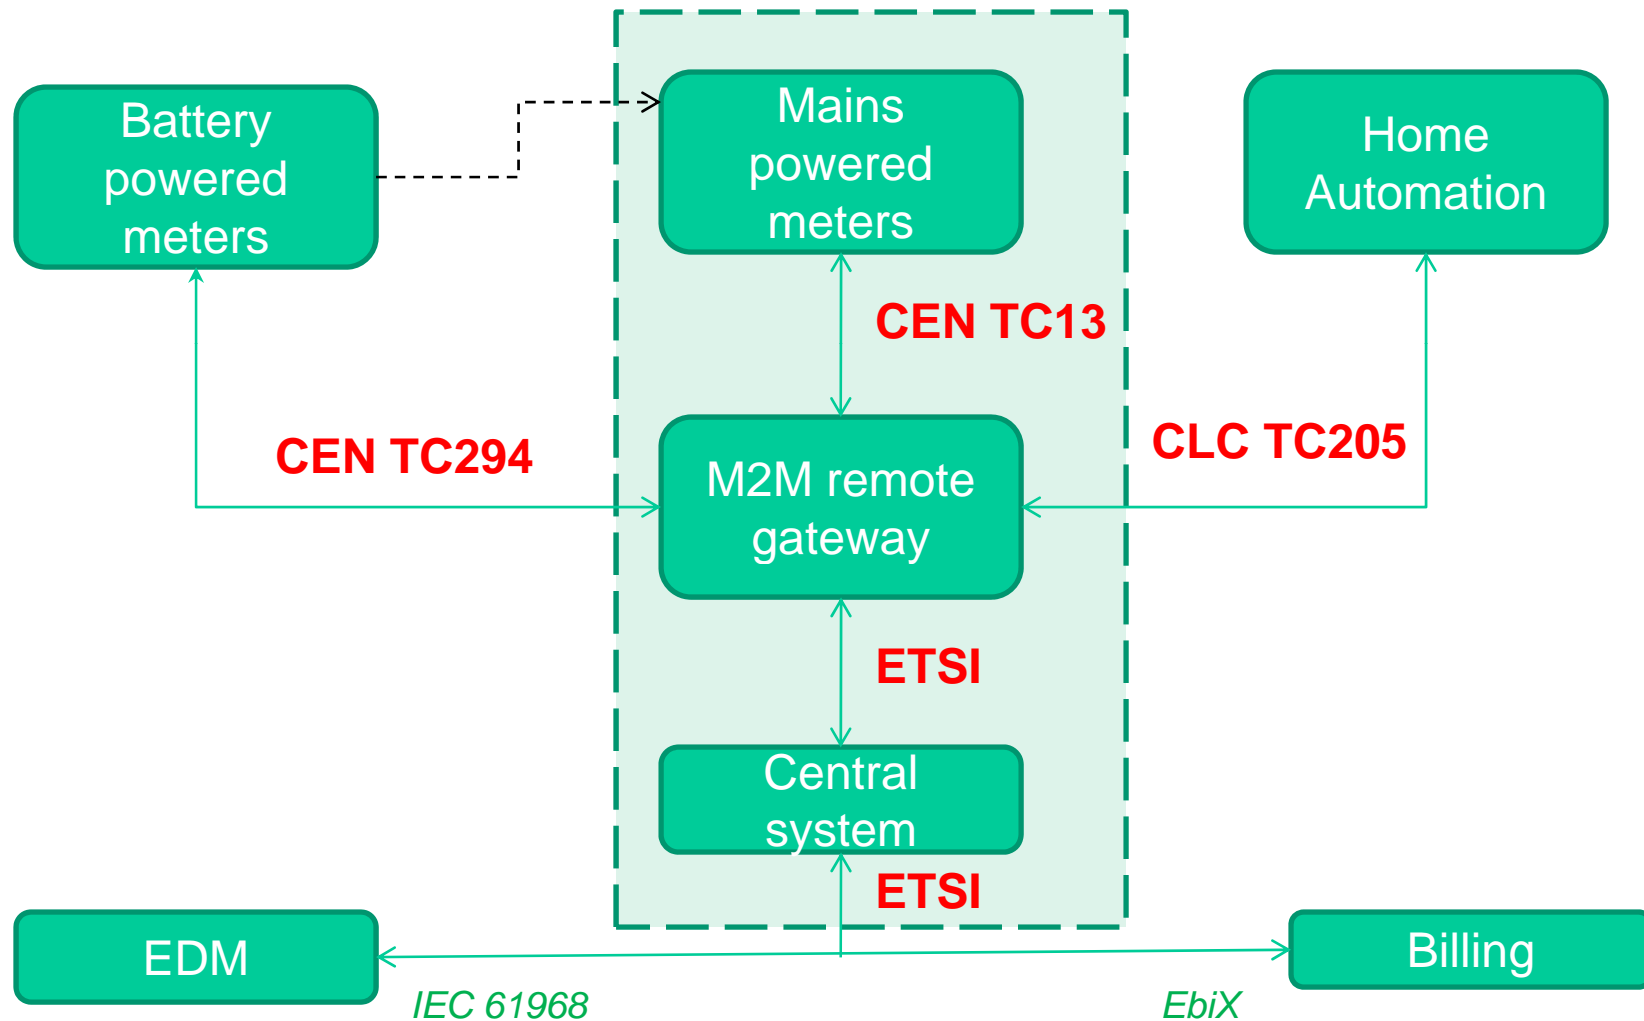 Battery
powered
meters
Mains
powered
meters
Home
Automation
CEN TC13
CEN TC294
CLC TC205
M2M remote
gateway
ETSI
Central
system
ETSI
EDM
Billing
IEC 61968
EbiX